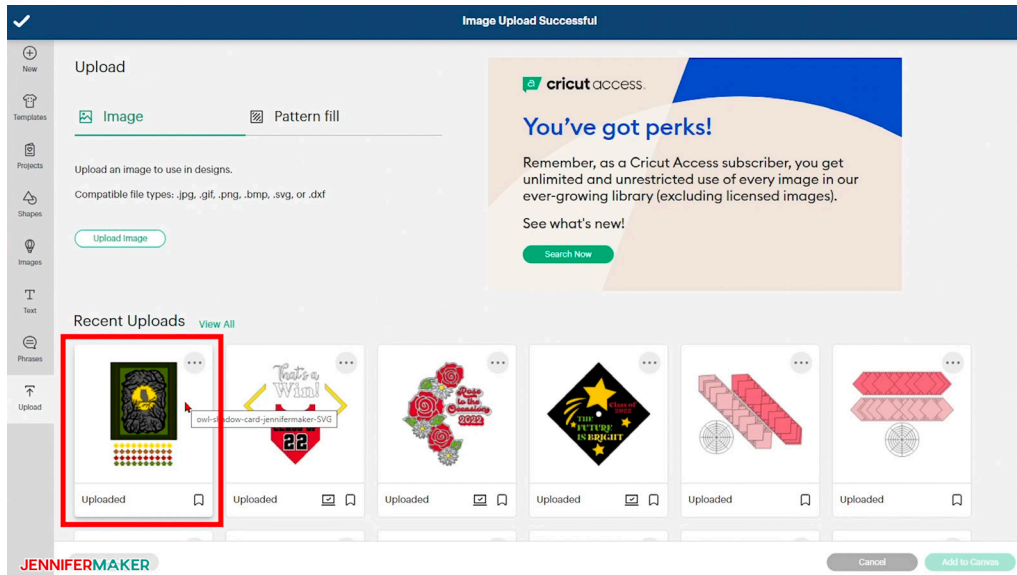 Image Upload Successful
New
Templates
Projects
Shapes
Images
Text
Phrases
Upload
Upload
Image
Pattern fill
Upload an image to use in designs.
Compatible file types: .jpg, .gif, .png, .bmp, .svg, or .dxf
Upload Image
a cricut access.
You've got perks!
Remember, as a Cricut Access subscriber, you get
unlimited and unrestricted use of every image in our
ever-growing library (excluding licensed images).
See what's new!
Search Now
Recent Uploads View All
owl-shadow-card-jennifermaker-SVG
That's a
Win!
22
Rose
to the
Occasion
2022
Class of
2022
THE
FUTURE
IS BRIGHT
Uploaded
Uploaded
Uploaded
Uploaded
Uploaded
Uploaded
JENNIFERMAKER
Cancel
Add to Canvas